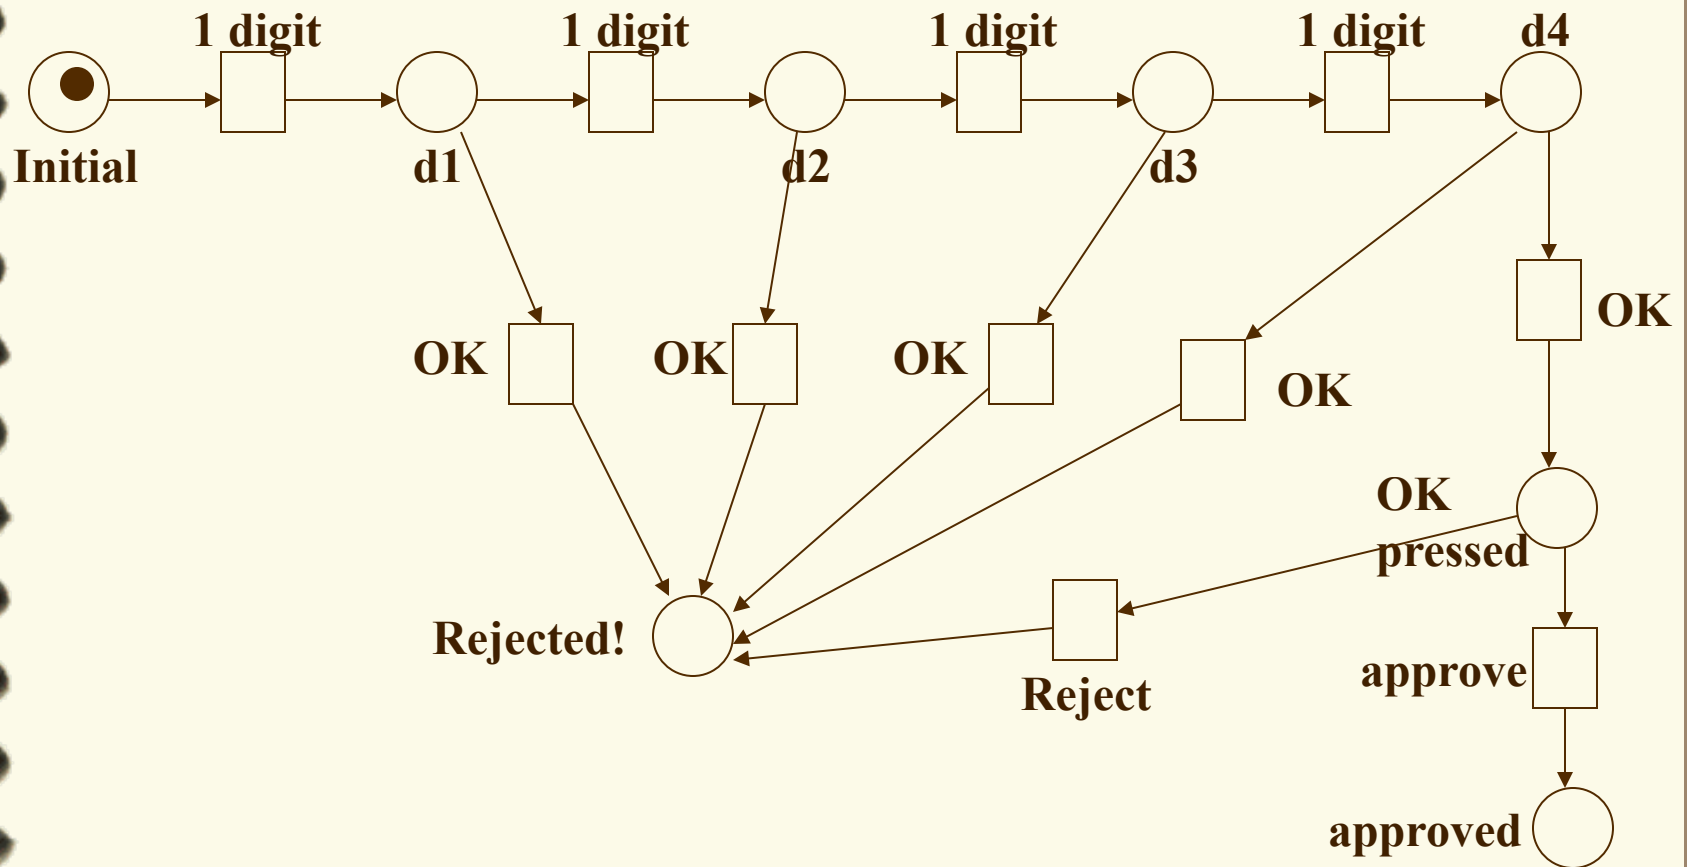 1 digit
1 digit
1 digit
1 digit
d4
Initial
d1
d2
d3
OK
OK
OK
OK
OK
OK
pressed
Rejected!
Reject
approve
approved